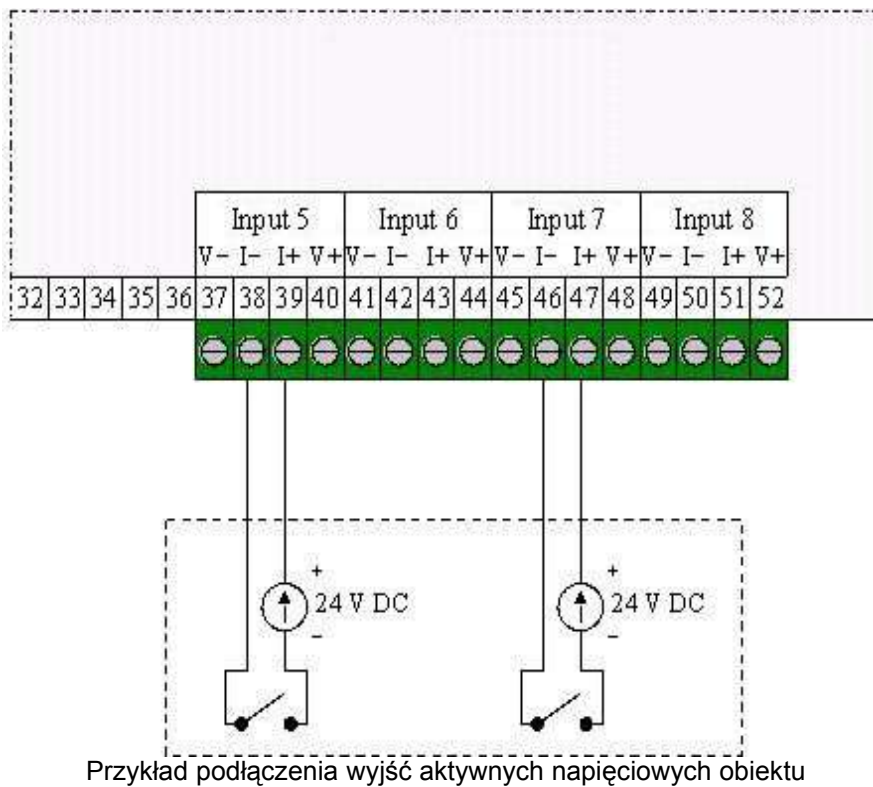 Input 5 Input 6 Input 7 Input 8
V- I- I+ V+ V- I- I+ V+ V- I- I+ V+ V- I- I+ V+
32 33 34 35 36 37 38 39 40 41 42 43 44 45 46 47 48 49 50 51 52
+ +
24 V DC 24 V DC
- -
Przykład podłączenia wyjść aktywnych napięciowych obiektu